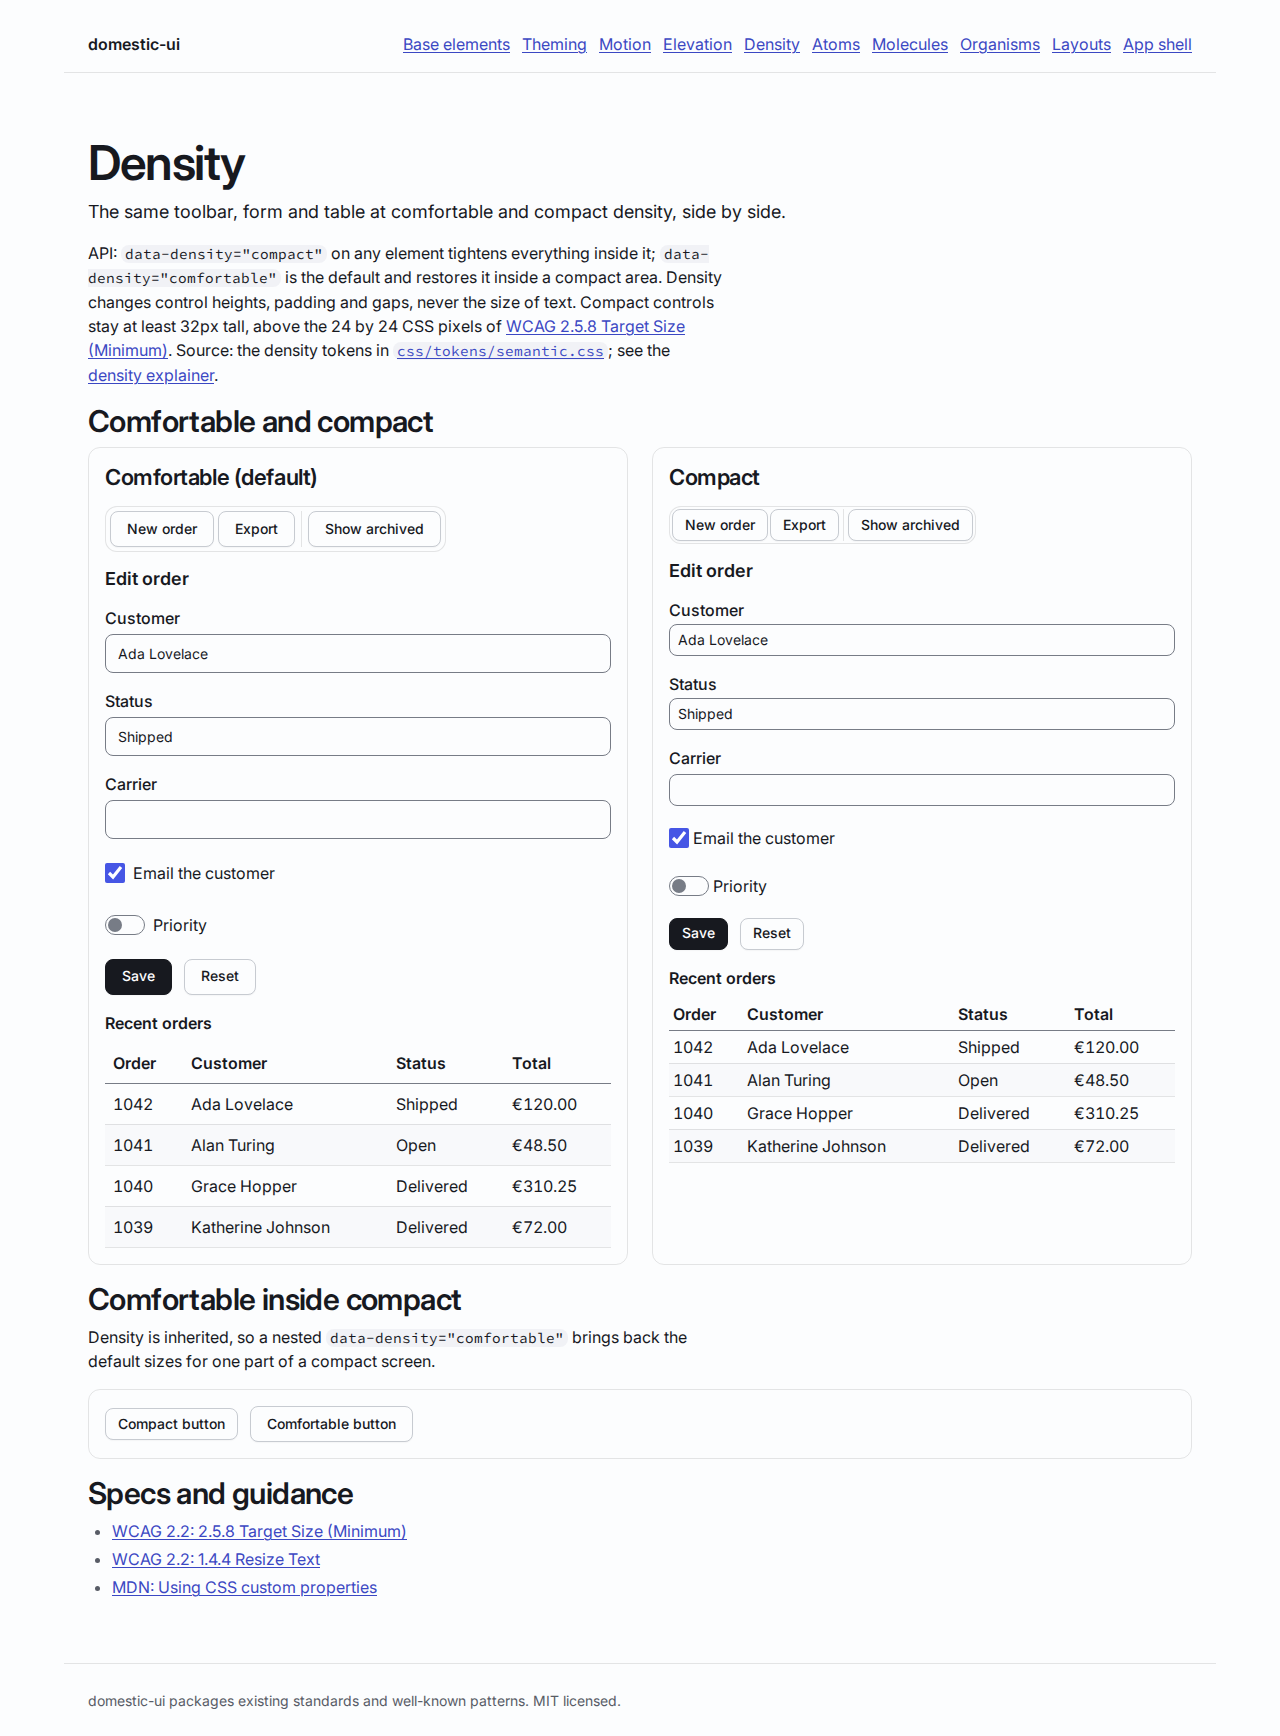 domestic-ui
Base elements Theming Motion Elevation Density Atoms Molecules Organisms Layouts App shell
Density
The same toolbar, form and table at comfortable and compact density, side by side.
API: data-density="compact" on any element tightens everything inside it; data-
density="comfortable" is the default and restores it inside a compact area. Density
changes control heights, padding and gaps, never the size of text. Compact controls
stay at least 32px tall, above the 24 by 24 CSS pixels of WCAG 2.5.8 Target Size
(Minimum). Source: the density tokens in css/tokens/semantic.css; see the
density explainer.
Comfortable and compact
Comfortable (default)
New order Export Show archived
Edit order
Customer
Ada Lovelace
Status
Shipped
Carrier
Email the customer
Priority
Save Reset
Recent orders
Order Customer Status Total
1042 Ada Lovelace Shipped €120.00
1041 Alan Turing Open €48.50
1040 Grace Hopper Delivered €310.25
1039 Katherine Johnson Delivered €72.00
Compact
New order Export Show archived
Edit order
Customer
Ada Lovelace
Status
Shipped
Carrier
Email the customer
Priority
Save Reset
Recent orders
Order Customer Status Total
1042 Ada Lovelace Shipped €120.00
1041 Alan Turing Open €48.50
1040 Grace Hopper Delivered €310.25
1039 Katherine Johnson Delivered €72.00
Comfortable inside compact
Density is inherited, so a nested data-density="comfortable" brings back the
default sizes for one part of a compact screen.
Compact button Comfortable button
Specs and guidance
WCAG 2.2: 2.5.8 Target Size (Minimum)
WCAG 2.2: 1.4.4 Resize Text
MDN: Using CSS custom properties
domestic-ui packages existing standards and well-known patterns. MIT licensed.